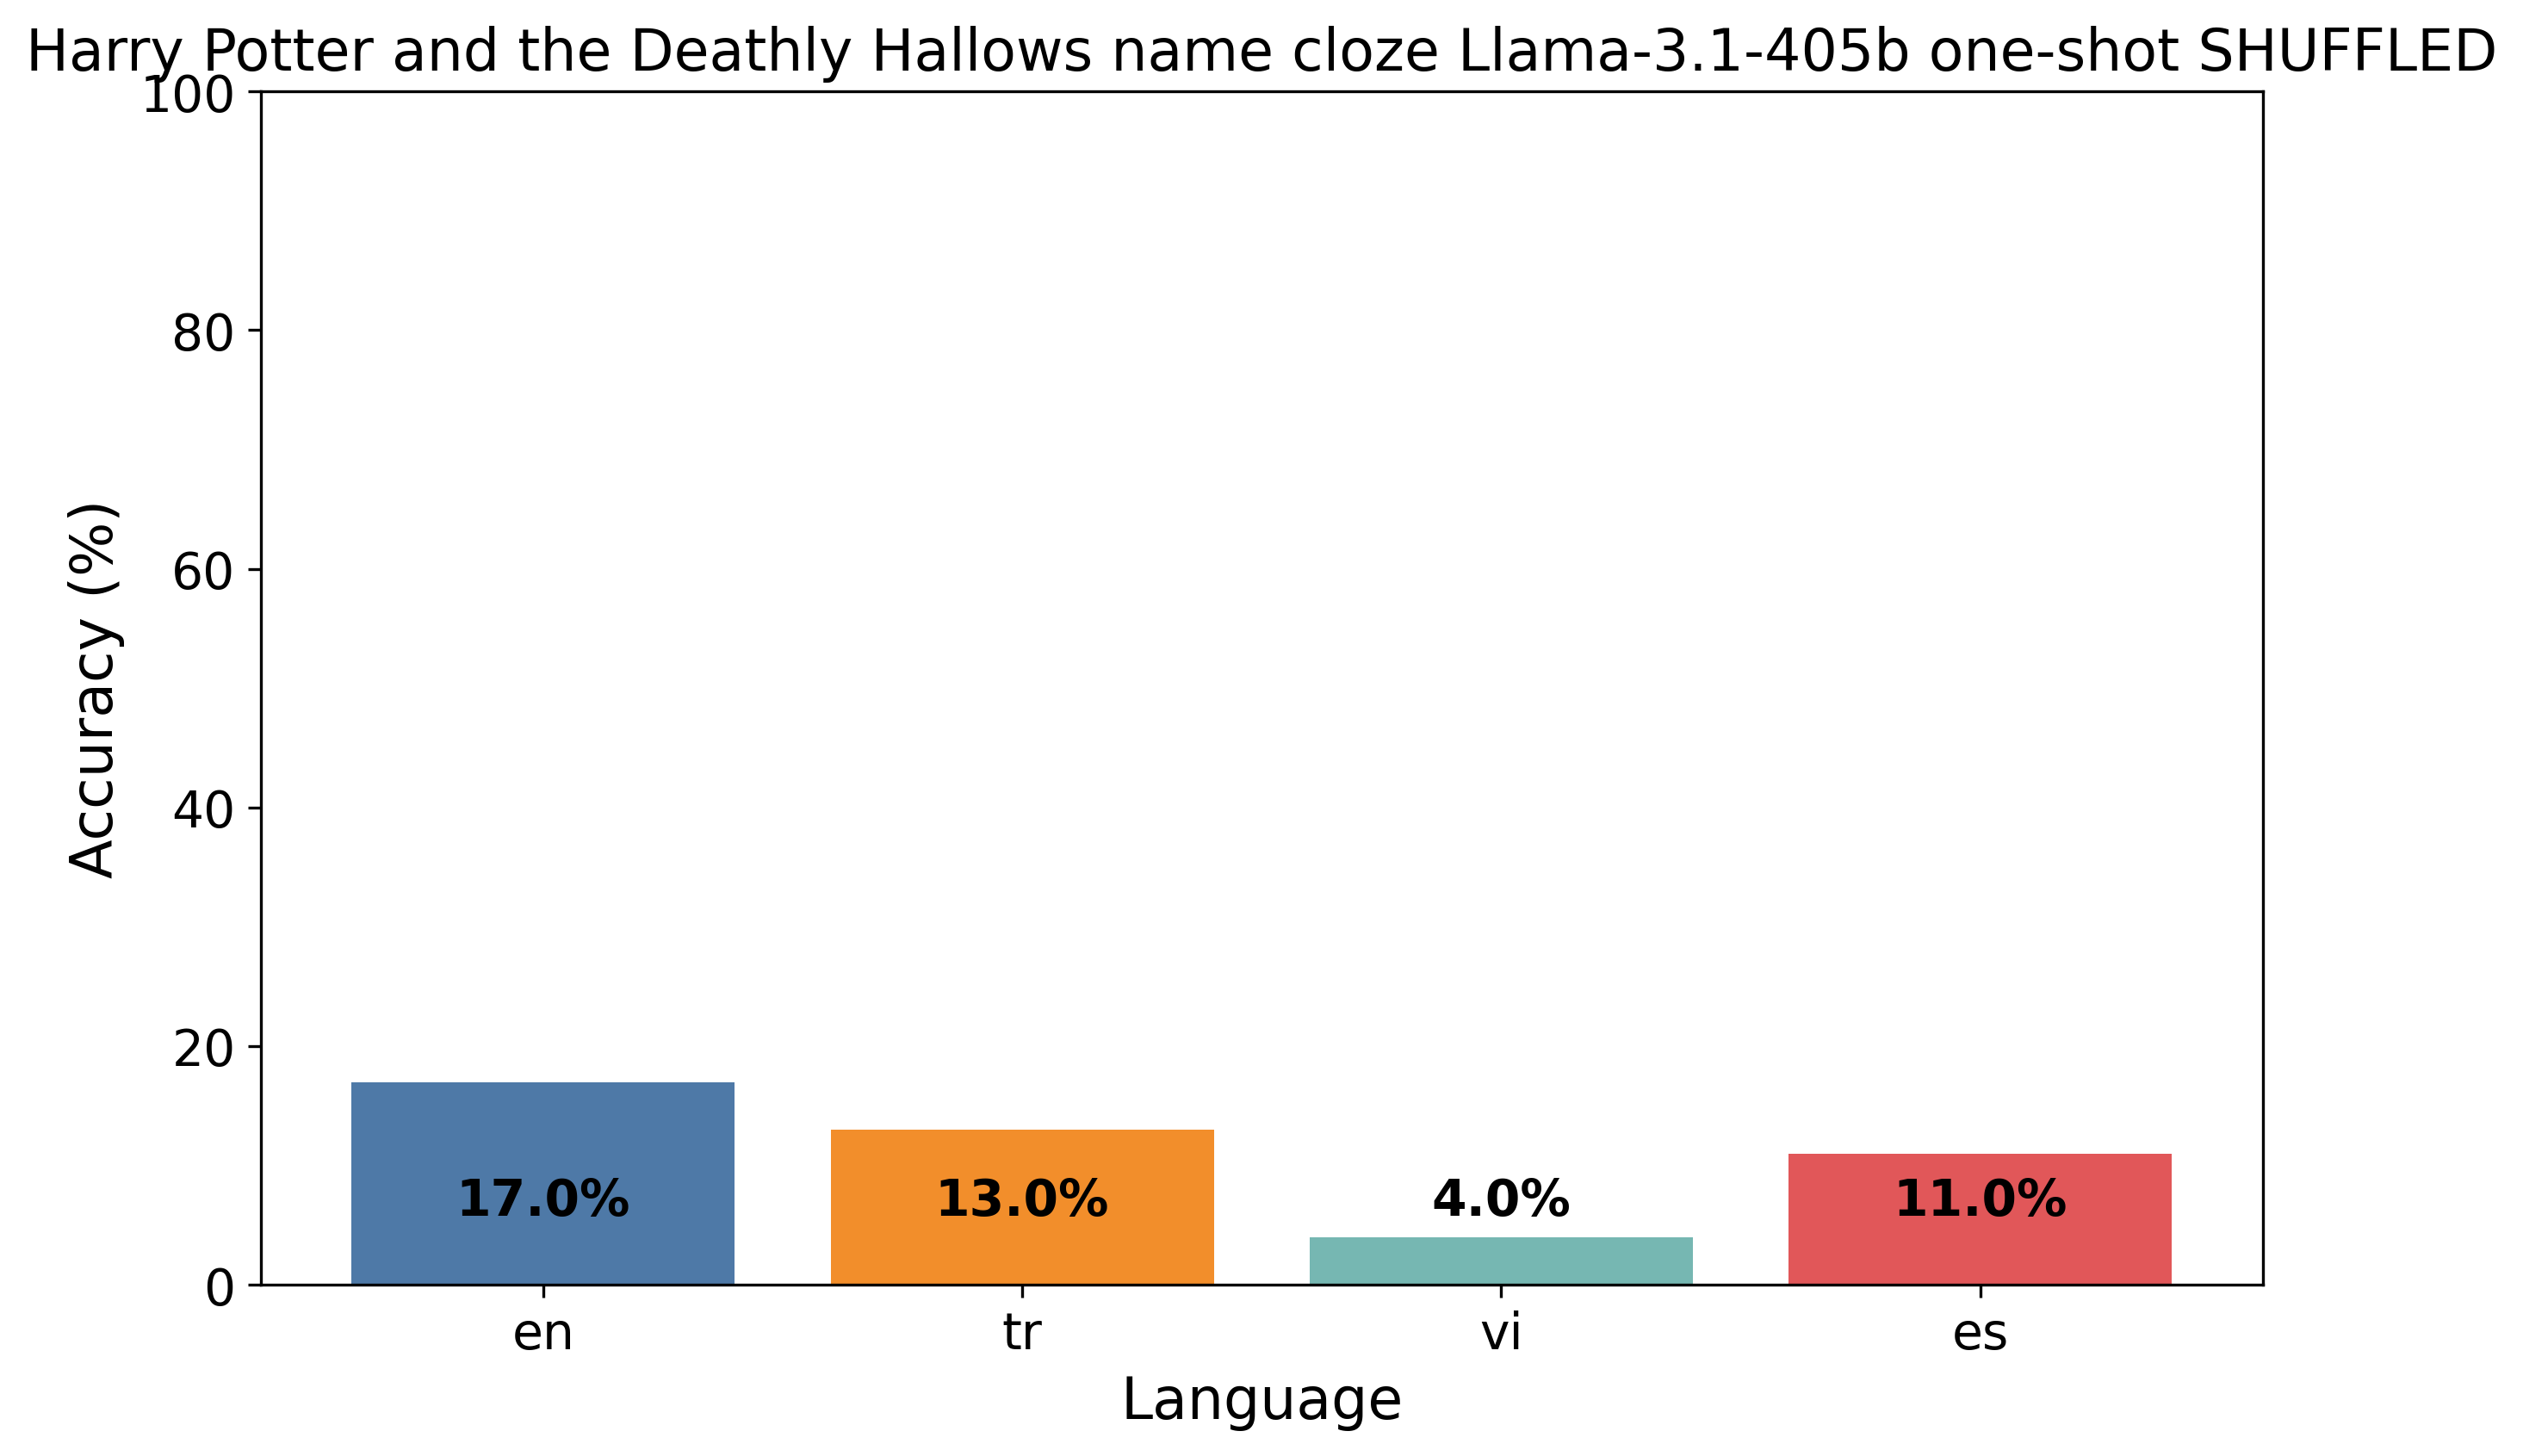 Harry Potter and the Deathly Hallows name cloze Llama-3.1-405b one-shot SHUFFLED
100
80
60
40
20
0
Accuracy (%)
17.0%
13.0%
4.0%
11.0%
en
tr
vi
es
Language